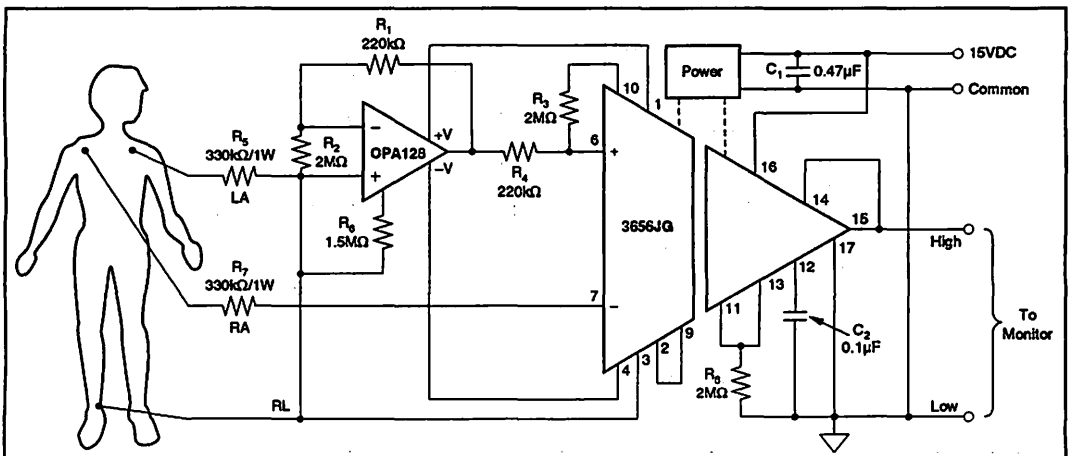 R1
220kΩ
R5
330kΩ/1W
LA
R2
2MΩ
−
+
OPA128
+V
−V
R6
1.5MΩ
R7
330kΩ/1W
RA
RL
R4
220kΩ
R3
2MΩ
10
1
6
+
7
−
3656JG
4
3
2
9
Power
C1
0.47µF
15VDC
Common
16
14
15
17
12
13
11
R8
2MΩ
C2
0.1µF
High
Low
To
Monitor